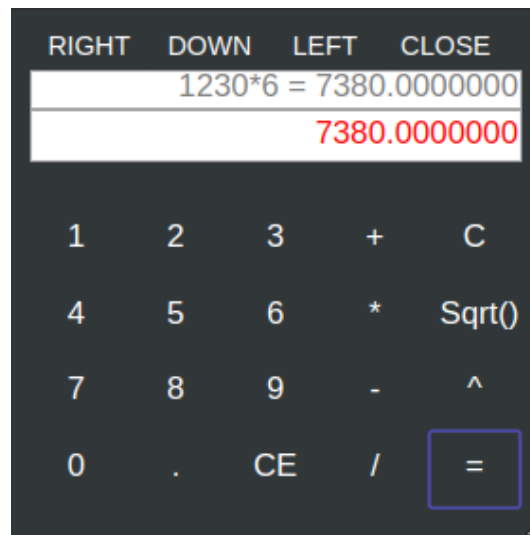 RIGHT DOWN LEFT CLOSE
1230*6 = 7380.0000000
7380.0000000
1 2 3 + C
4 5 6 * Sqrt()
7 8 9 - ^
0 . CE / =